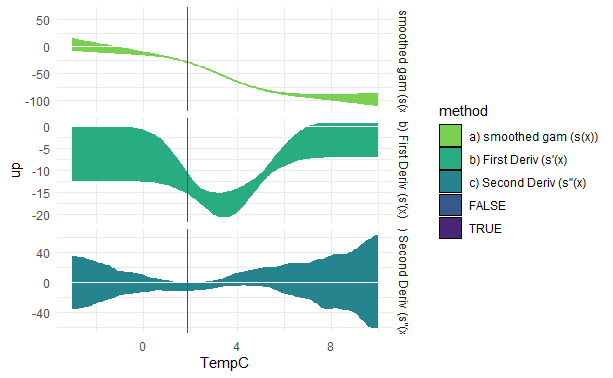 50
0
-50
-100
smoothed gam (s(x
0
-5
-10
-15
-20
b) First Deriv (s'(x)
up
40
0
-40
) Second Deriv (s"(x
0
4
8
TempC
method
a) smoothed gam (s(x))
b) First Deriv (s'(x)
c) Second Deriv (s"(x)
FALSE
TRUE